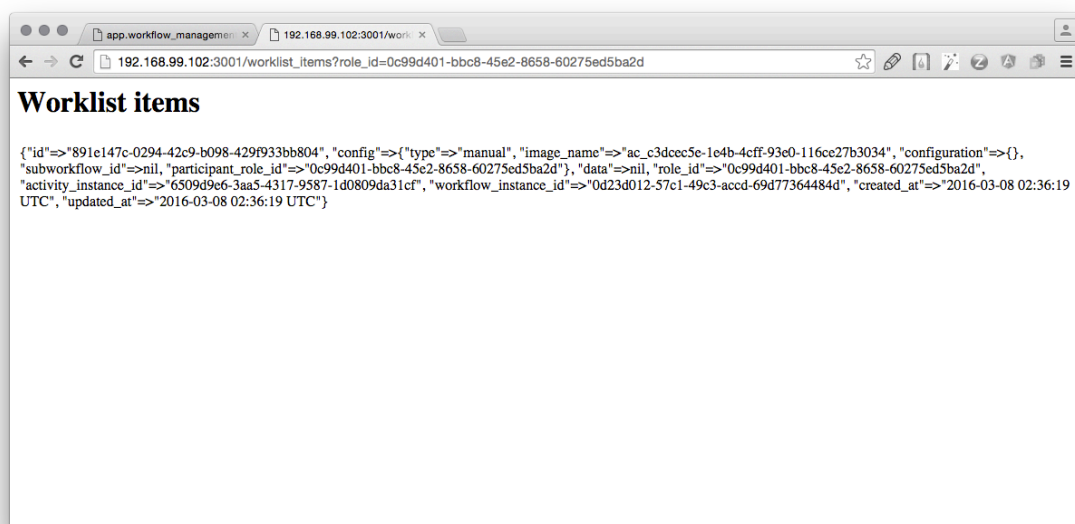 app.workflow_managemen
192.168.99.102:3001/work
192.168.99.102:3001/worklist_items?role_id=0c99d401-bbc8-45e2-8658-60275ed5ba2d
Worklist items
{"id"=>"891e147c-0294-42c9-b098-429f933bb804", "config"=>{"type"=>"manual", "image_name"=>"ac_c3dcec5e-1e4b-4cff-93e0-116ce27b3034", "configuration"=>{},
"subworkflow_id"=>nil, "participant_role_id"=>"0c99d401-bbc8-45e2-8658-60275ed5ba2d"}, "data"=>nil, "role_id"=>"0c99d401-bbc8-45e2-8658-60275ed5ba2d",
"activity_instance_id"=>"6509d9e6-3aa5-4317-9587-1d0809da31cf", "workflow_instance_id"=>"0d23d012-57c1-49c3-accd-69d77364484d", "created_at"=>"2016-03-08 02:36:19
UTC", "updated_at"=>"2016-03-08 02:36:19 UTC"}